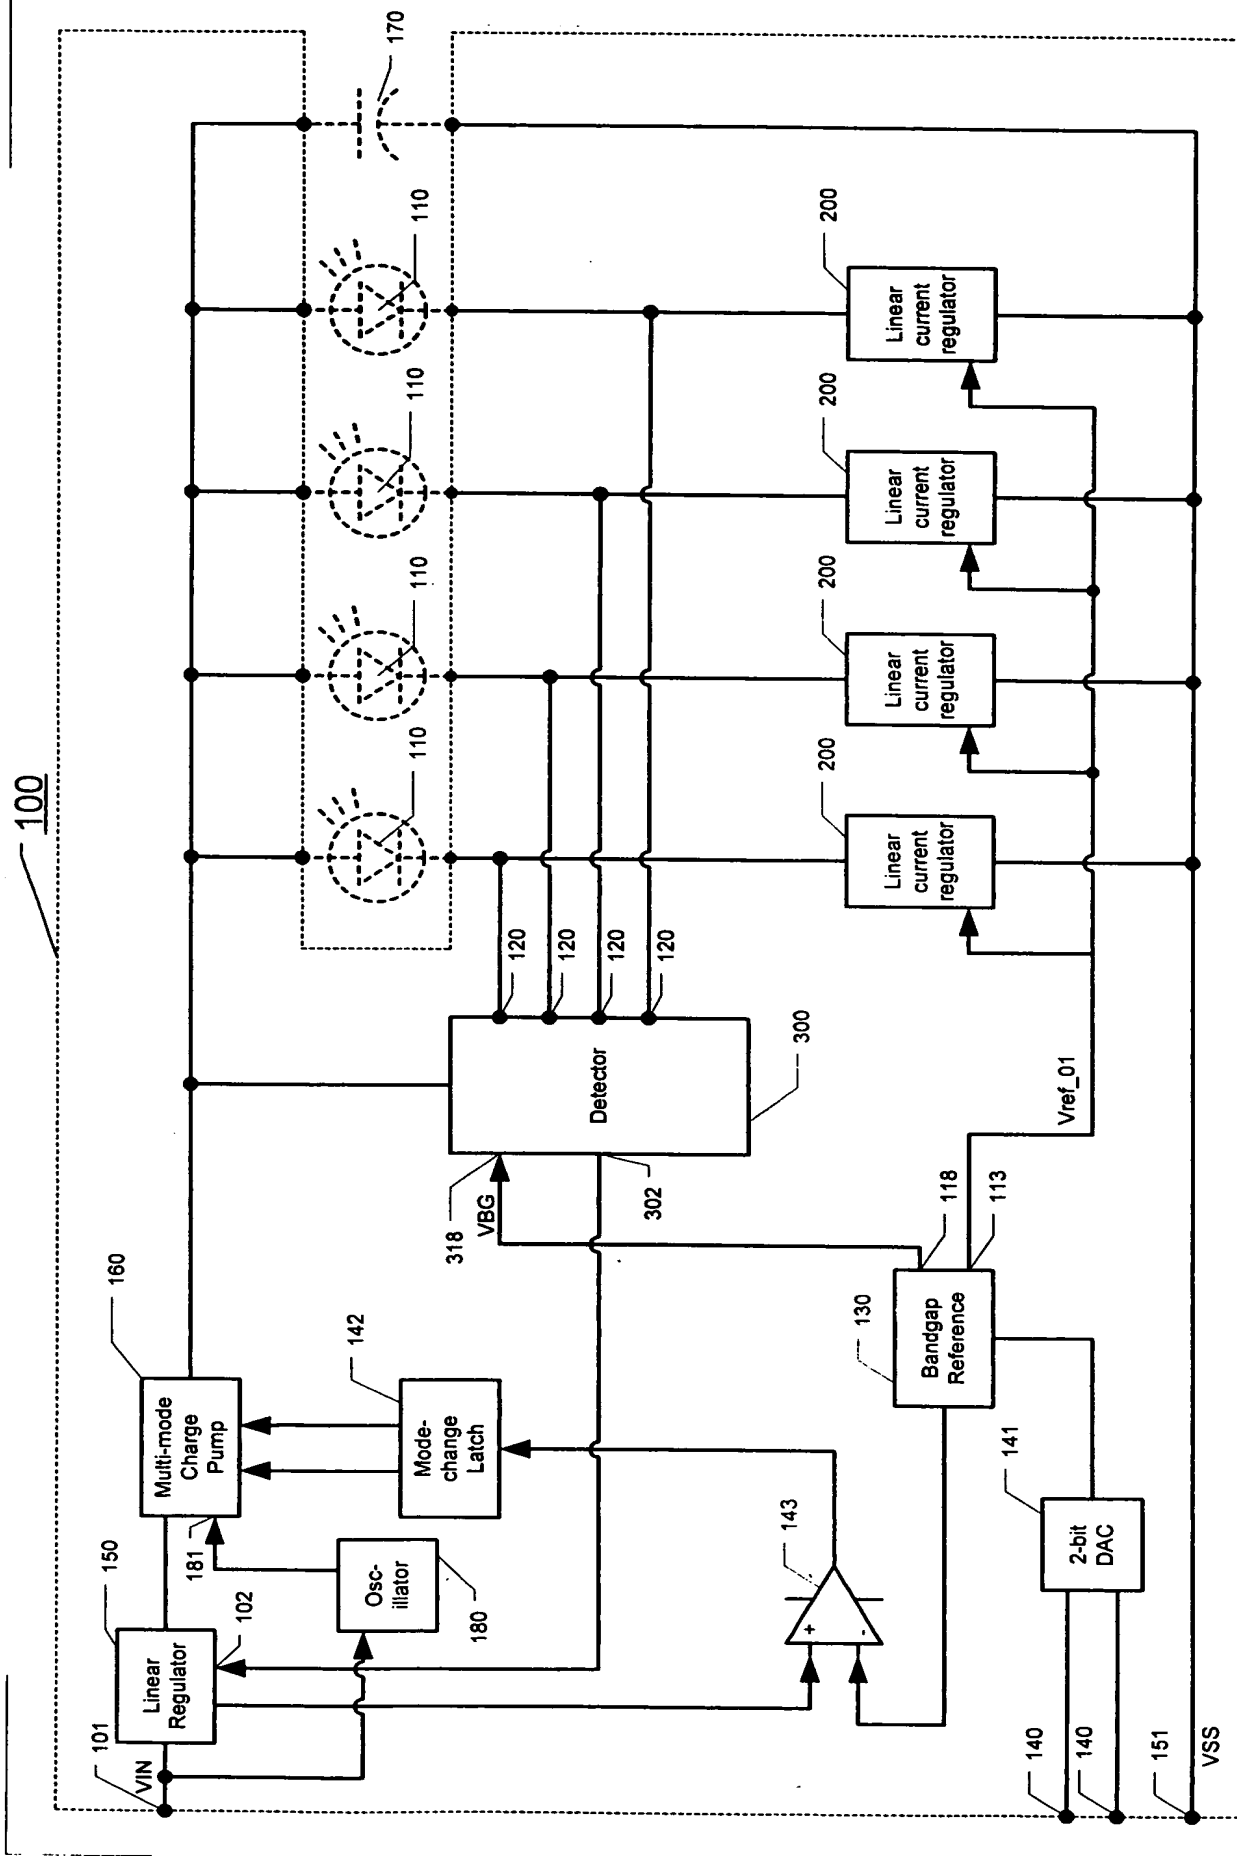 100
101
VIN
150
Linear
Regulator
102
181
160
Multi-mode
Charge
Pump
142
Mode-
change
Latch
Osc-
illator
180
143
+
-
140
140
151
VSS
141
2-bit
DAC
130
Bandgap
Reference
118
113
Vref_01
318
VBG
302
Detector
300
120
120
120
120
110
110
110
110
170
200
Linear
current
regulator
200
Linear
current
regulator
200
Linear
current
regulator
200
Linear
current
regulator